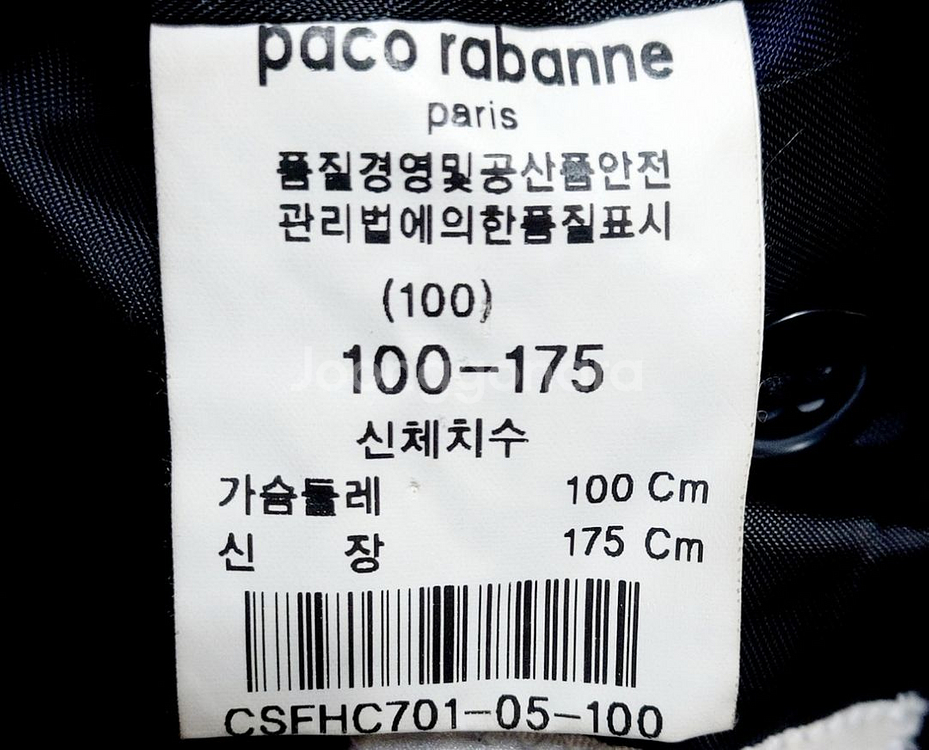 paco rabanne
paris
품질경영및공산품안전
관리법에의한품질표시
(100)
100-175
Joonggonara
신체치수
가슴둘레 100 Cm
신 장 175 Cm
CSFHC701-05-100